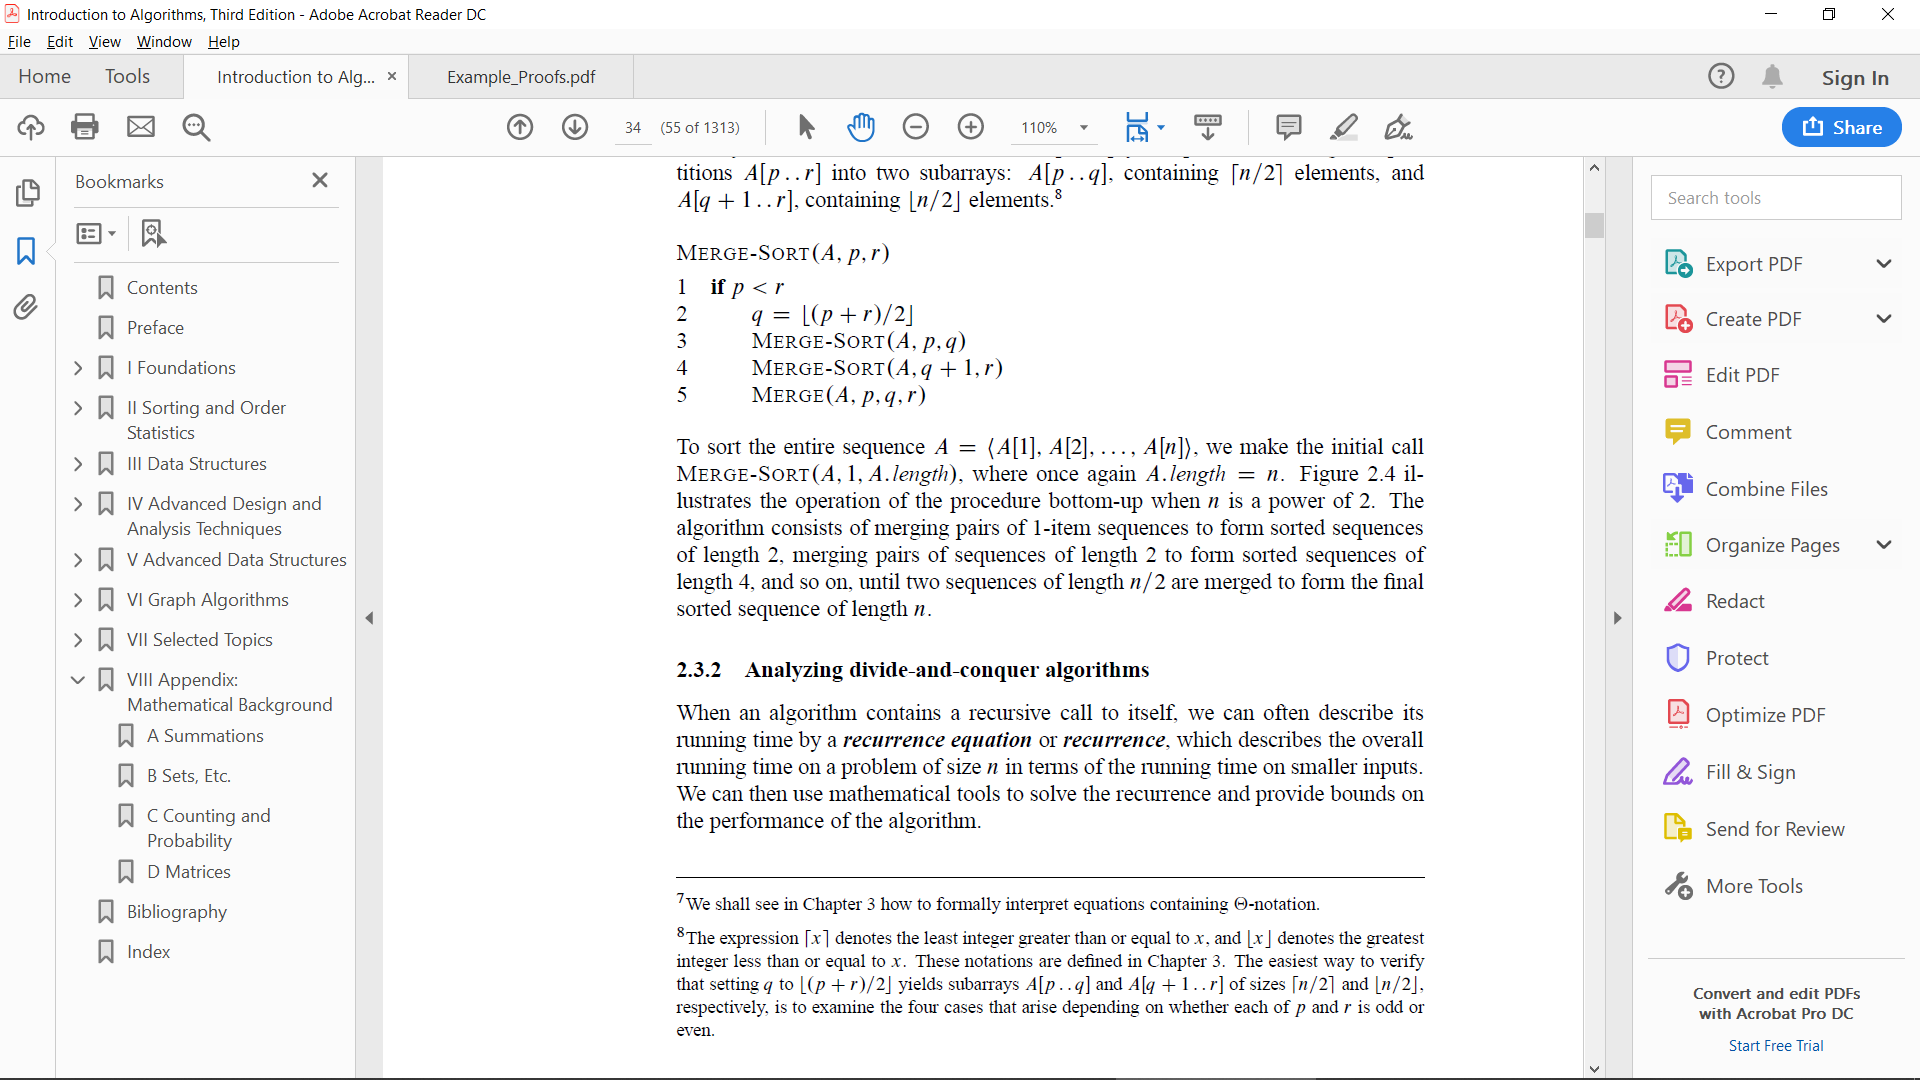 Introduction to Algorithms, Third Edition - Adobe Acrobat Reader DC
File Edit View Window Help
Home Tools Introduction to Alg... × Example_Proofs.pdf Sign In
34 (55 of 1313) 110% Share
Bookmarks
Contents
Preface
I Foundations
II Sorting and Order
Statistics
III Data Structures
IV Advanced Design and
Analysis Techniques
V Advanced Data Structures
VI Graph Algorithms
VII Selected Topics
VIII Appendix:
Mathematical Background
A Summations
B Sets, Etc.
C Counting and
Probability
D Matrices
Bibliography
Index
titions A[p..r] into two subarrays: A[p..q], containing ⌈n/2⌉ elements, and
A[q + 1..r], containing ⌊n/2⌋ elements.⁸
MERGE-SORT(A, p, r)
1 if p < r
2 q = ⌊(p + r)/2⌋
3 MERGE-SORT(A, p, q)
4 MERGE-SORT(A, q + 1, r)
5 MERGE(A, p, q, r)
To sort the entire sequence A = ⟨A[1], A[2], ..., A[n]⟩, we make the initial call
MERGE-SORT(A, 1, A.length), where once again A.length = n. Figure 2.4 il-
lustrates the operation of the procedure bottom-up when n is a power of 2. The
algorithm consists of merging pairs of 1-item sequences to form sorted sequences
of length 2, merging pairs of sequences of length 2 to form sorted sequences of
length 4, and so on, until two sequences of length n/2 are merged to form the final
sorted sequence of length n.
2.3.2 Analyzing divide-and-conquer algorithms
When an algorithm contains a recursive call to itself, we can often describe its
running time by a recurrence equation or recurrence, which describes the overall
running time on a problem of size n in terms of the running time on smaller inputs.
We can then use mathematical tools to solve the recurrence and provide bounds on
the performance of the algorithm.
⁷We shall see in Chapter 3 how to formally interpret equations containing Θ-notation.
⁸The expression ⌈x⌉ denotes the least integer greater than or equal to x, and ⌊x⌋ denotes the greatest
integer less than or equal to x. These notations are defined in Chapter 3. The easiest way to verify
that setting q to ⌊(p + r)/2⌋ yields subarrays A[p..q] and A[q + 1..r] of sizes ⌈n/2⌉ and ⌊n/2⌋,
respectively, is to examine the four cases that arise depending on whether each of p and r is odd or
even.
Search tools
Export PDF
Create PDF
Edit PDF
Comment
Combine Files
Organize Pages
Redact
Protect
Optimize PDF
Fill & Sign
Send for Review
More Tools
Convert and edit PDFs
with Acrobat Pro DC
Start Free Trial